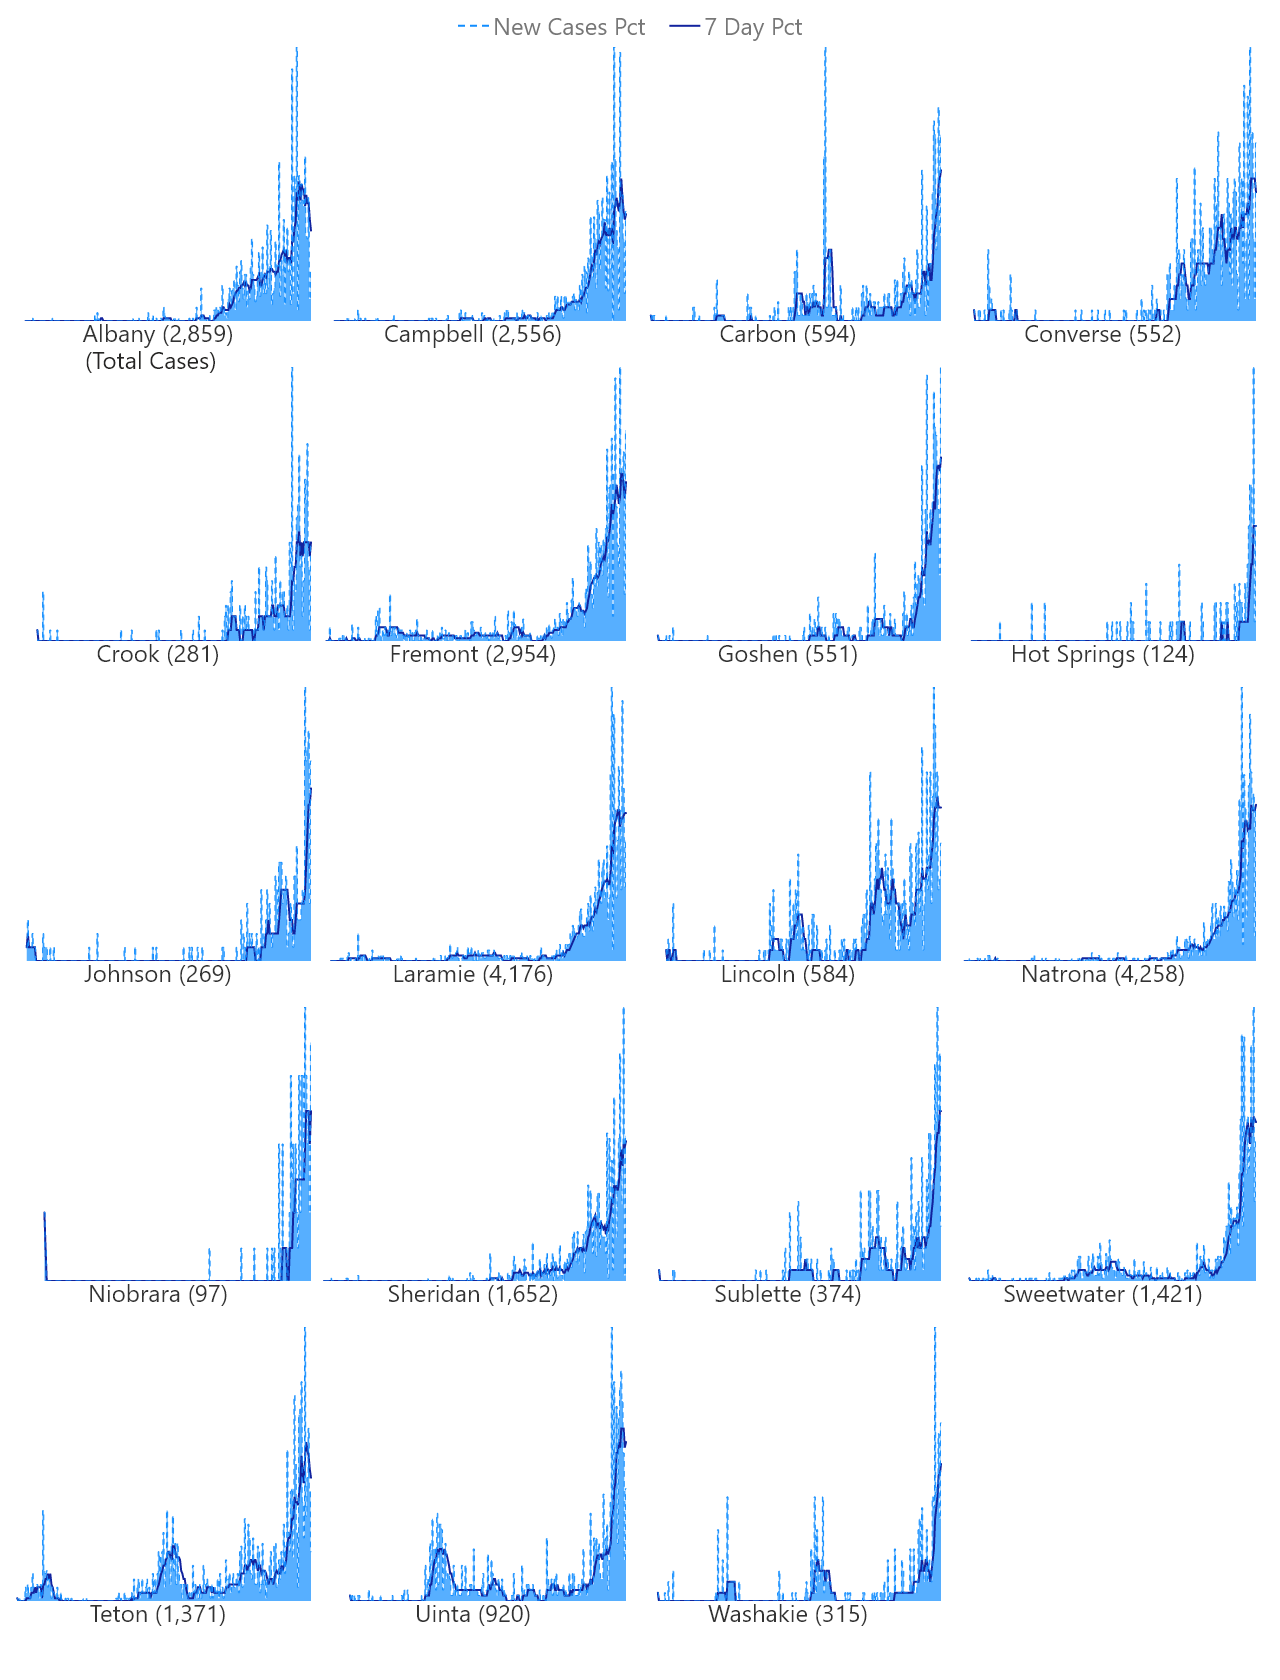 New Cases Pct
7 Day Pct
Albany (2,859)
(Total Cases)
Campbell (2,556)
Carbon (594)
Converse (552)
Crook (281)
Fremont (2,954)
Goshen (551)
Hot Springs (124)
Johnson (269)
Laramie (4,176)
Lincoln (584)
Natrona (4,258)
Niobrara (97)
Sheridan (1,652)
Sublette (374)
Sweetwater (1,421)
Teton (1,371)
Uinta (920)
Washakie (315)